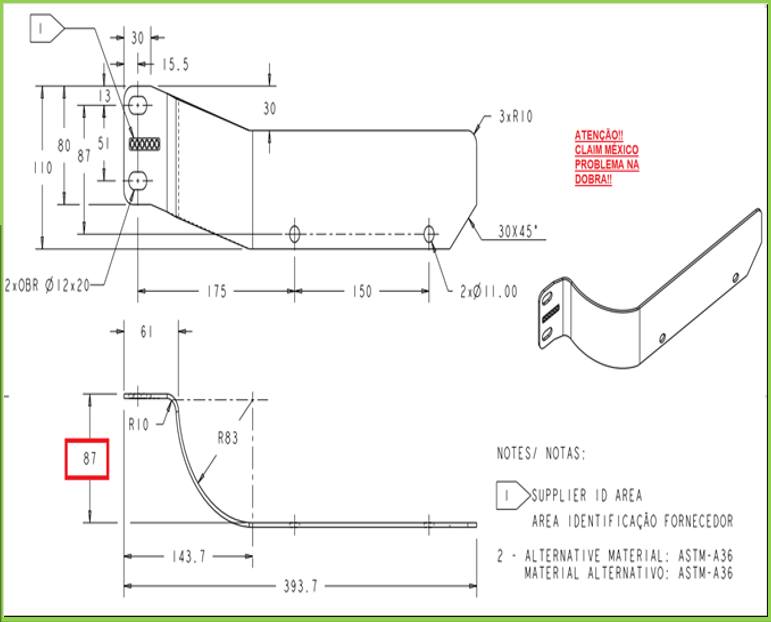 1
30
15.5
13
30
3xR10
ATENÇÃO!!
CLAIM MÉXICO
PROBLEMA NA
DOBRA!!
80
87
51
110
30X45°
2xOBR Ø12x20
175
150
2xØ11.00
61
R10
R83
87
NOTES/ NOTAS:
1 SUPPLIER ID AREA
AREA IDENTIFICAÇÃO FORNECEDOR
143.7
2 - ALTERNATIVE MATERIAL: ASTM-A36
MATERIAL ALTERNATIVO: ASTM-A36
393.7